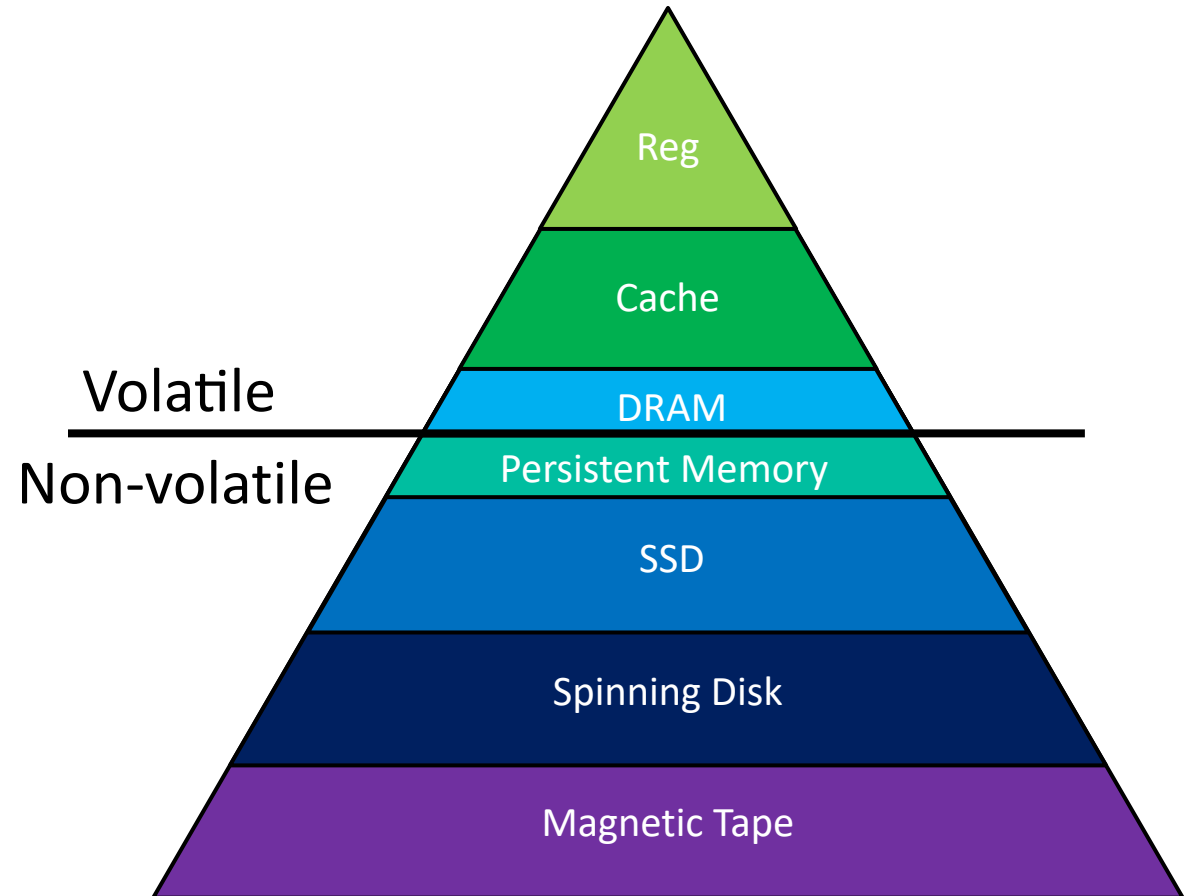 Reg
Cache
Volatile
DRAM
Persistent Memory
Non-volatile
SSD
Spinning Disk
Magnetic Tape